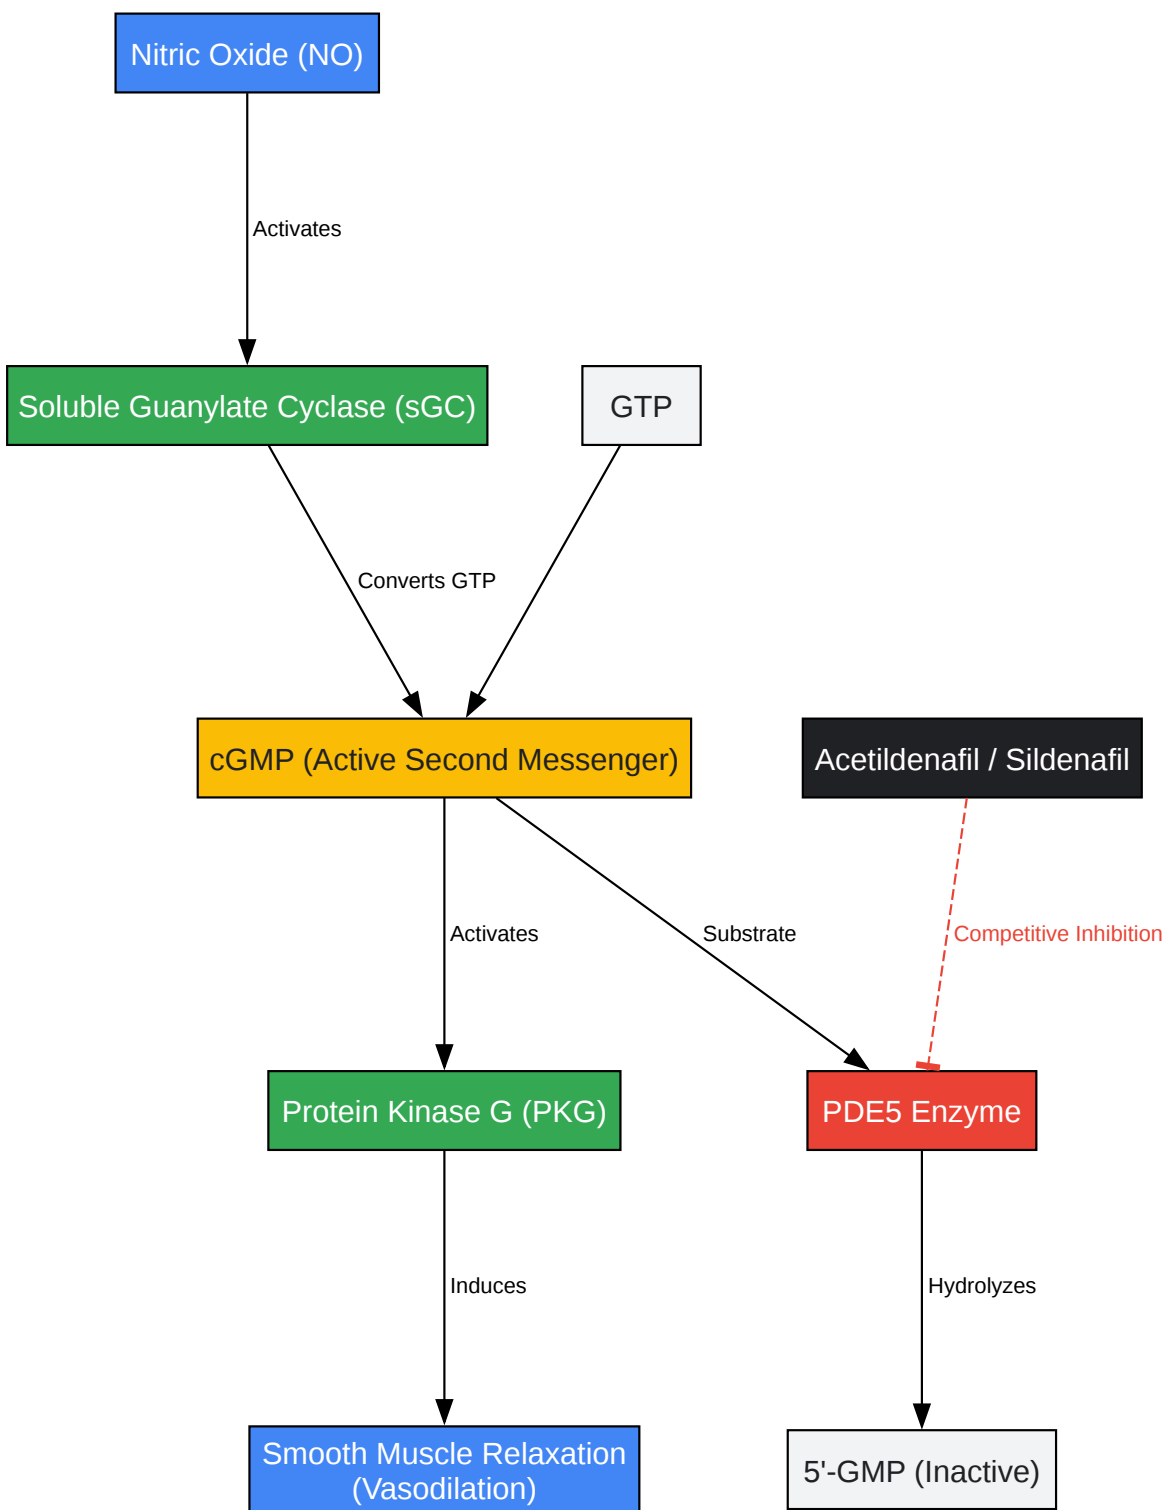 Nitric Oxide (NO)
Activates
Soluble Guanylate Cyclase (sGC)
GTP
Converts GTP
cGMP (Active Second Messenger)
Acetildenafil / Sildenafil
Activates
Substrate
Competitive Inhibition
Protein Kinase G (PKG)
PDE5 Enzyme
Induces
Hydrolyzes
Smooth Muscle Relaxation
(Vasodilation)
5'-GMP (Inactive)